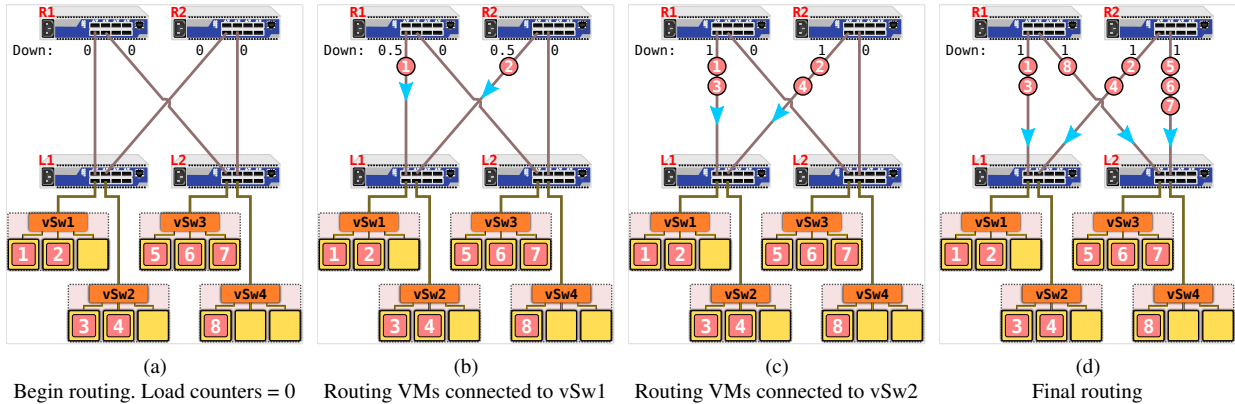 R1 R2
Down: 0 0 0 0
L1 L2
vSw1 vSw3
1 2 5 6 7
vSw2 vSw4
3 4 8
(a)
Begin routing. Load counters = 0
R1 R2
Down: 0.5 0 0.5 0
1 2
L1 L2
vSw1 vSw3
1 2 5 6 7
vSw2 vSw4
3 4 8
(b)
Routing VMs connected to vSw1
R1 R2
Down: 1 0 1 0
1 2
3 4
L1 L2
vSw1 vSw3
1 2 5 6 7
vSw2 vSw4
3 4 8
(c)
Routing VMs connected to vSw2
R1 R2
Down: 1 1 1 1
1 8 2 5
3 4 6
7
L1 L2
vSw1 vSw3
1 2 5 6 7
vSw2 vSw4
3 4 8
(d)
Final routing